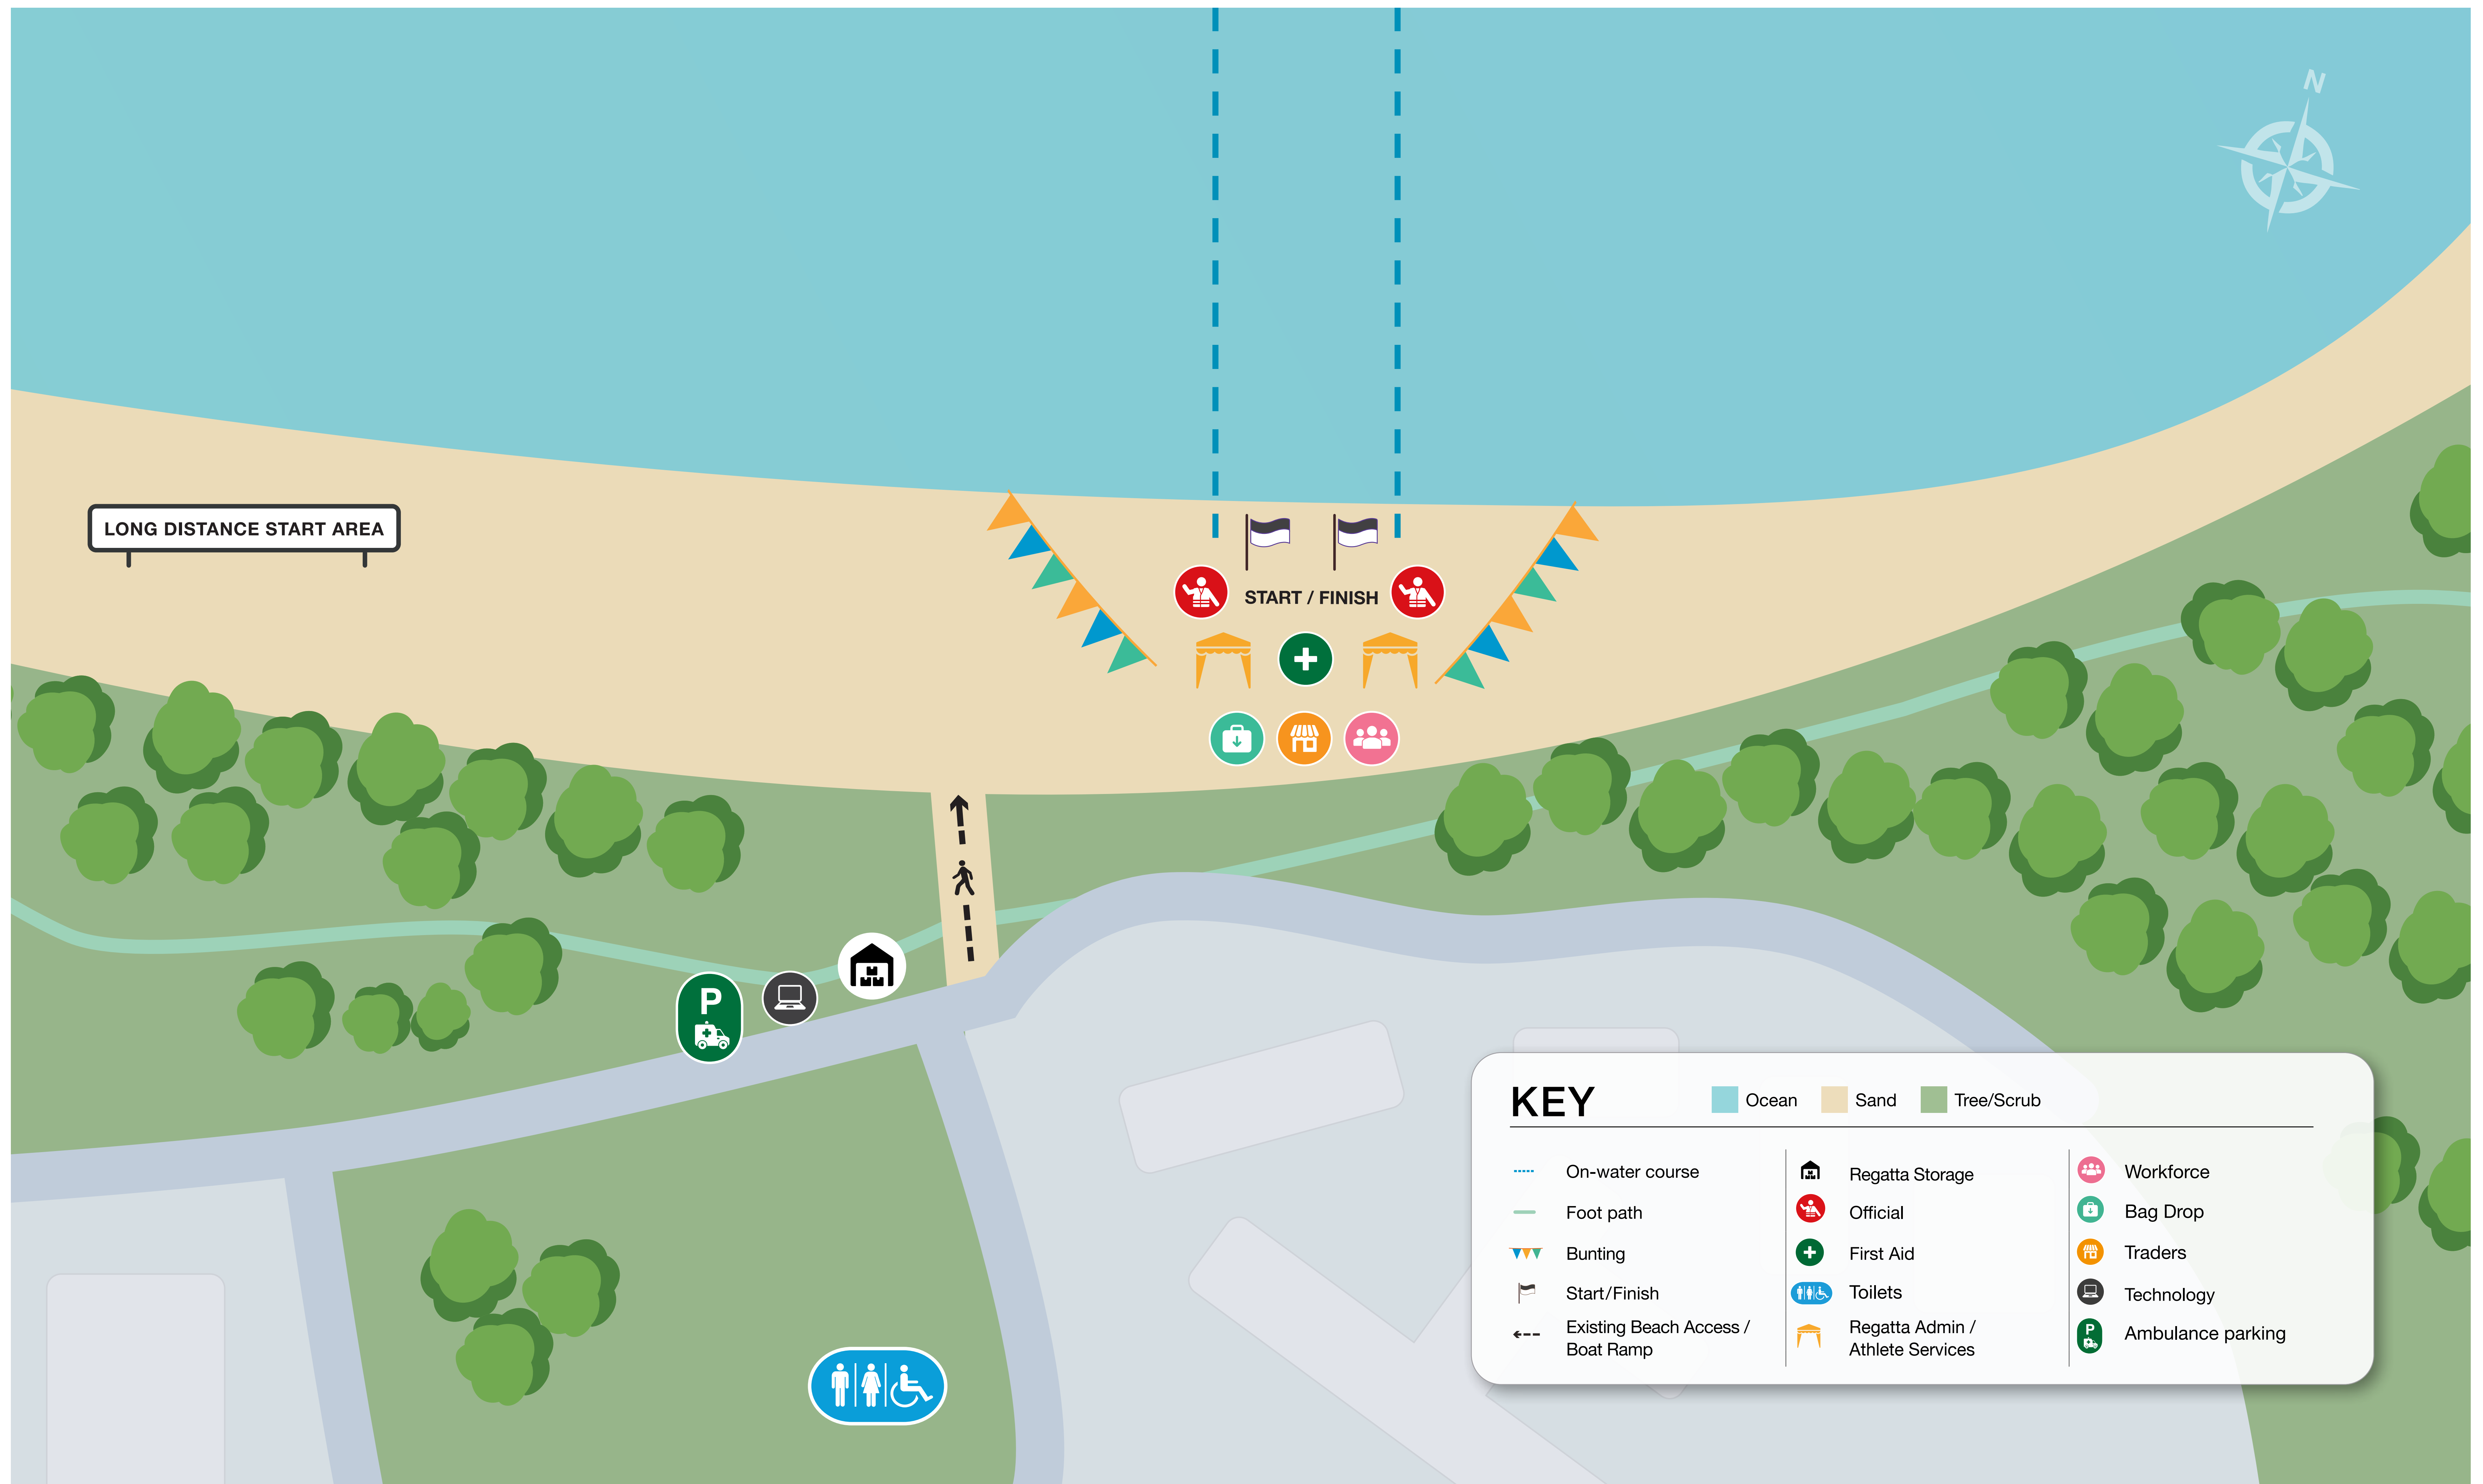 N
LONG DISTANCE START AREA
START / FINISH
P
KEY
Ocean
Sand
Tree/Scrub
On-water course
Foot path
Bunting
Start/Finish
Existing Beach Access /
Boat Ramp
Regatta Storage
Official
First Aid
Toilets
Regatta Admin /
Athlete Services
Workforce
Bag Drop
Traders
Technology
P
Ambulance parking